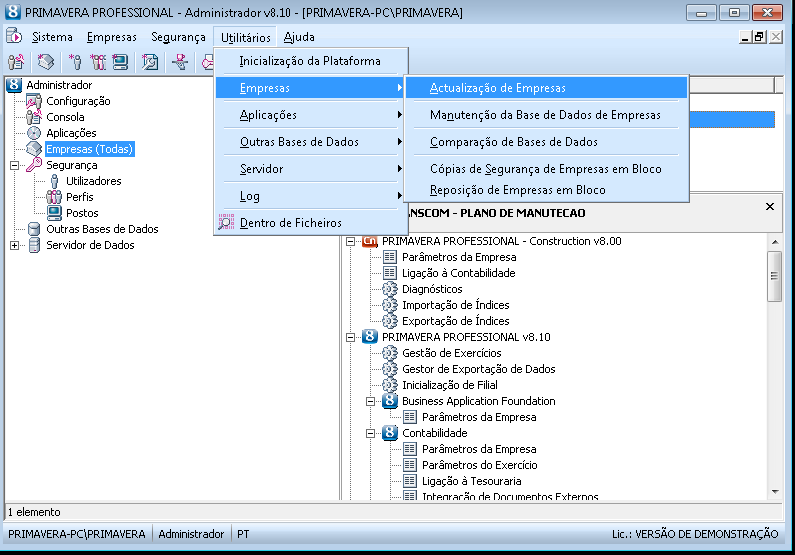 PRIMAVERA PROFESSIONAL - Administrador v8.10 - [PRIMAVERA-PC\PRIMAVERA]
Sistema Empresas Segurança Utilitários Ajuda
Inicialização da Plataforma
Empresas
Aplicações
Outras Bases de Dados
Servidor
Log
Dentro de Ficheiros
Actualização de Empresas
Manutenção da Base de Dados de Empresas
Comparação de Bases de Dados
Cópias de Segurança de Empresas em Bloco
Reposição de Empresas em Bloco
Administrador
Configuração
Consola
Aplicações
Empresas (Todas)
Segurança
Utilizadores
Perfis
Postos
Outras Bases de Dados
Servidor de Dados
ANSCOM - PLANO DE MANUTECAO
PRIMAVERA PROFESSIONAL - Construction v8.00
Parâmetros da Empresa
Ligação à Contabilidade
Diagnósticos
Importação de Índices
Exportação de Índices
PRIMAVERA PROFESSIONAL v8.10
Gestão de Exercícios
Gestor de Exportação de Dados
Inicialização de Filial
Business Application Foundation
Parâmetros da Empresa
Contabilidade
Parâmetros da Empresa
Parâmetros do Exercício
Ligação à Tesouraria
Integração de Documentos Externos
1 elemento
PRIMAVERA-PC\PRIMAVERA Administrador PT Lic.: VERSÃO DE DEMONSTRAÇÃO